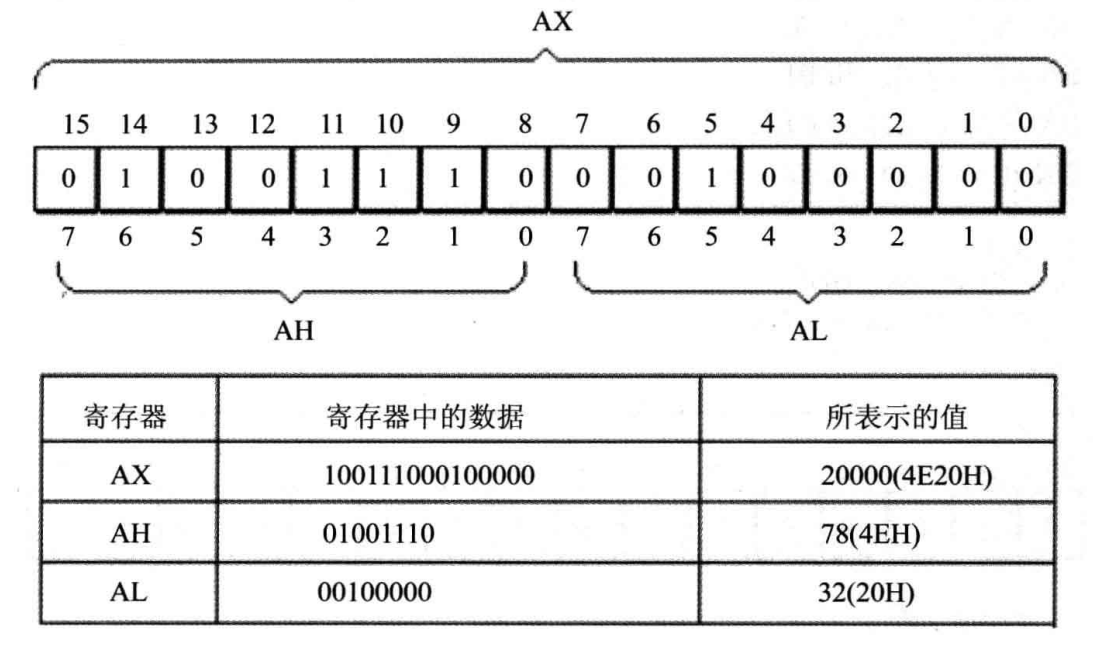 AX
15 14 13 12 11 10 9 8 7 6 5 4 3 2 1 0
0 1 0 0 1 1 1 0 0 0 1 0 0 0 0 0
7 6 5 4 3 2 1 0 7 6 5 4 3 2 1 0
AH AL
寄存器 寄存器中的数据 所表示的值
AX 100111000100000 20000(4E20H)
AH 01001110 78(4EH)
AL 00100000 32(20H)